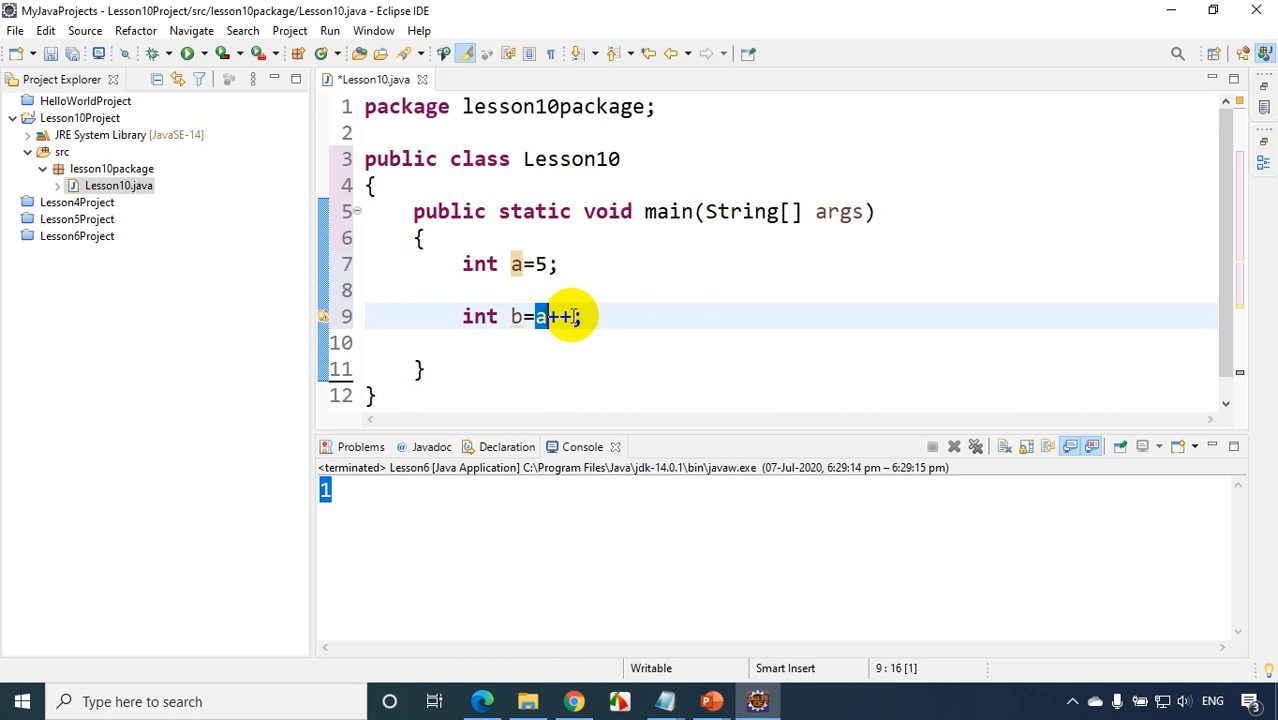 MyJavaProjects - Lesson10Project/src/lesson10package/Lesson10.java - Eclipse IDE
File Edit Source Refactor Navigate Search Project Run Window Help
Project Explorer
*Lesson10.java
HelloWorldProject
Lesson10Project
JRE System Library [JavaSE-14]
src
lesson10package
Lesson10.java
Lesson4Project
Lesson5Project
Lesson6Project
1 package lesson10package;
2
3 public class Lesson10
4 {
5 public static void main(String[] args)
6 {
7 int a=5;
8
9 int b=a++;
10
11 }
12 }
Problems Javadoc Declaration Console
<terminated> Lesson6 [Java Application] C:\Program Files\Java\jdk-14.0.1\bin\javaw.exe (07-Jul-2020, 6:29:14 pm – 6:29:15 pm)
1
Writable Smart Insert 9 : 16 [1]
Type here to search
ENG
3